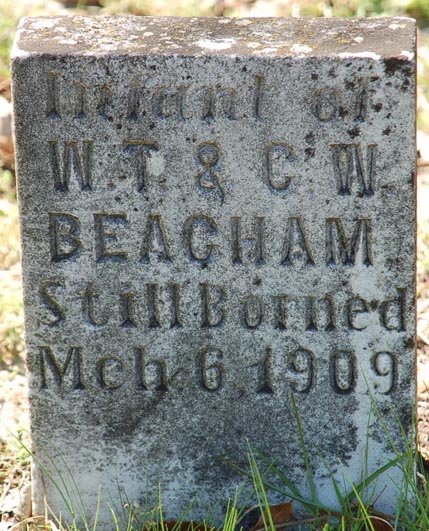 Infant of
W.T. & C.W.
BEACHAM
Still Borned
Mch 6, 1909